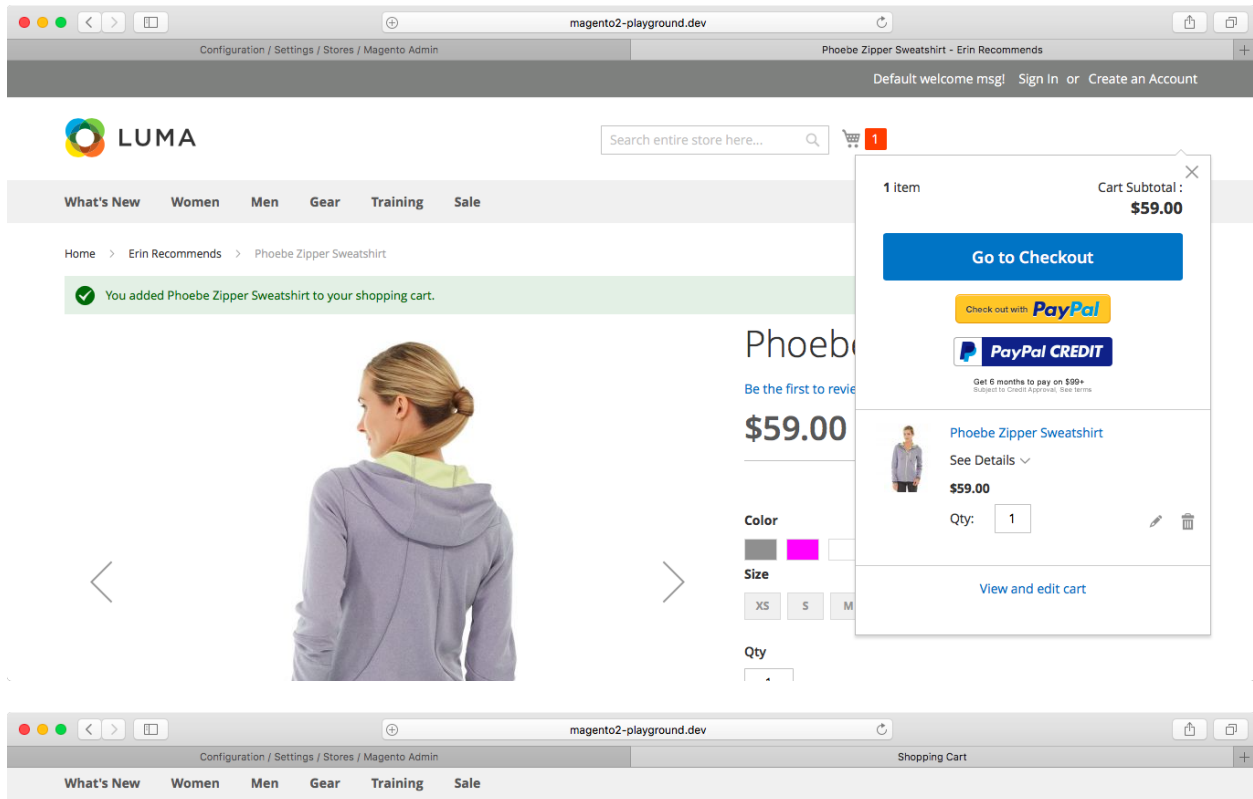 magento2-playground.dev
Configuration / Settings / Stores / Magento Admin
Phoebe Zipper Sweatshirt - Erin Recommends
Default welcome msg! Sign In or Create an Account
LUMA
Search entire store here...
1
What's New Women Men Gear Training Sale
1 item
Cart Subtotal :
$59.00
Go to Checkout
Check out with PayPal
PayPal CREDIT
Get 6 months to pay on $99+
Subject to Credit Approval, See terms
Phoebe Zipper Sweatshirt
See Details
$59.00
Qty: 1
View and edit cart
Home > Erin Recommends > Phoebe Zipper Sweatshirt
You added Phoebe Zipper Sweatshirt to your shopping cart.
Phoeb
Be the first to revie
$59.00
Color
Size
XS S M
Qty
magento2-playground.dev
Configuration / Settings / Stores / Magento Admin
Shopping Cart
What's New Women Men Gear Training Sale